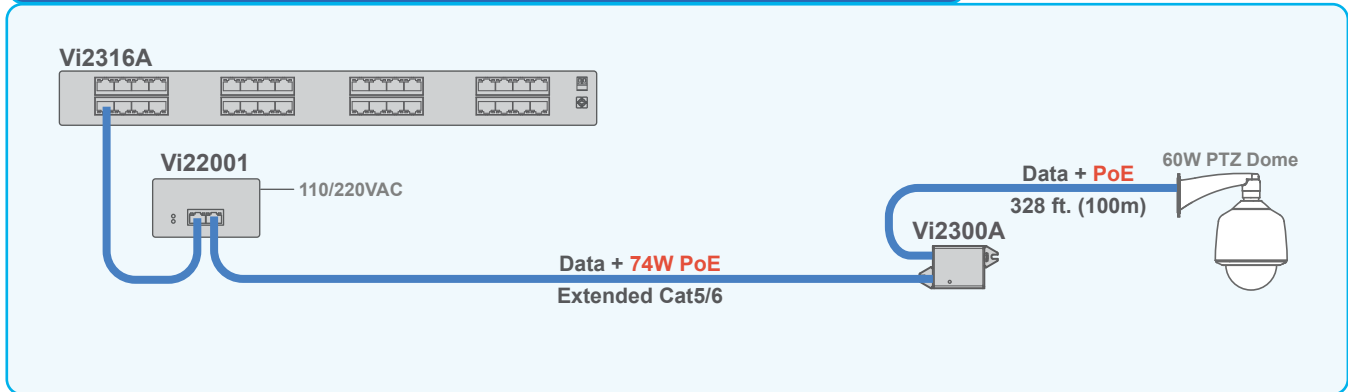 Vi2316A
Vi22001
110/220VAC
Data + 74W PoE
Extended Cat5/6
Vi2300A
Data + PoE
328 ft. (100m)
60W PTZ Dome